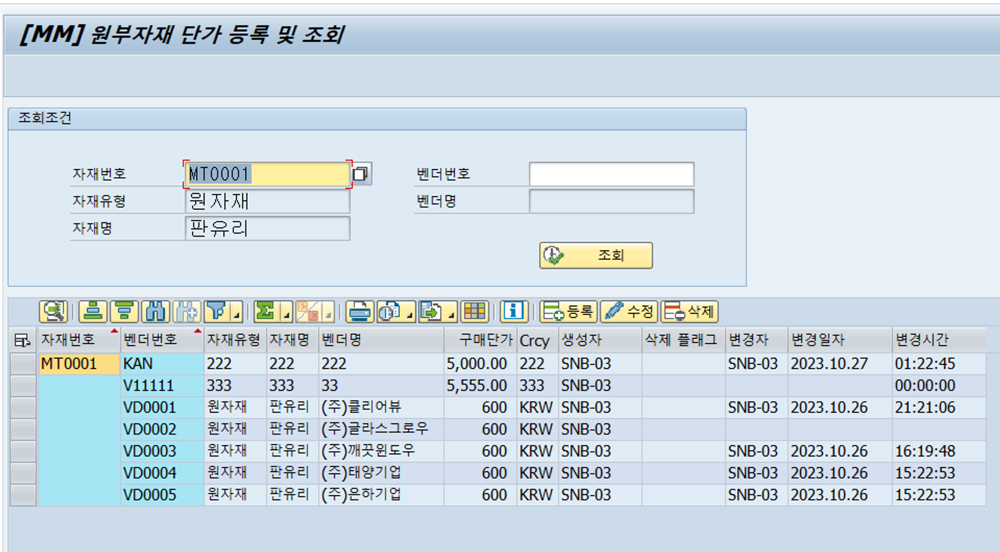 [MM] 원부자재 단가 등록 및 조회
조회조건
자재번호 MT0001 벤더번호
자재유형 원자재 벤더명
자재명 판유리
조회
등록 수정 삭제
자재번호 벤더번호 자재유형 자재명 벤더명 구매단가 Crcy 생성자 삭제 플래그 변경자 변경일자 변경시간
MT0001 KAN 222 222 222 5,000.00 222 SNB-03 SNB-03 2023.10.27 01:22:45
V11111 333 333 33 5,555.00 333 SNB-03 00:00:00
VD0001 원자재 판유리 (주)클리어뷰 600 KRW SNB-03 SNB-03 2023.10.26 21:21:06
VD0002 원자재 판유리 (주)글라스그로우 600 KRW SNB-03
VD0003 원자재 판유리 (주)깨끗윈도우 600 KRW SNB-03 SNB-03 2023.10.26 16:19:48
VD0004 원자재 판유리 (주)태양기업 600 KRW SNB-03 SNB-03 2023.10.26 15:22:53
VD0005 원자재 판유리 (주)은하기업 600 KRW SNB-03 SNB-03 2023.10.26 15:22:53